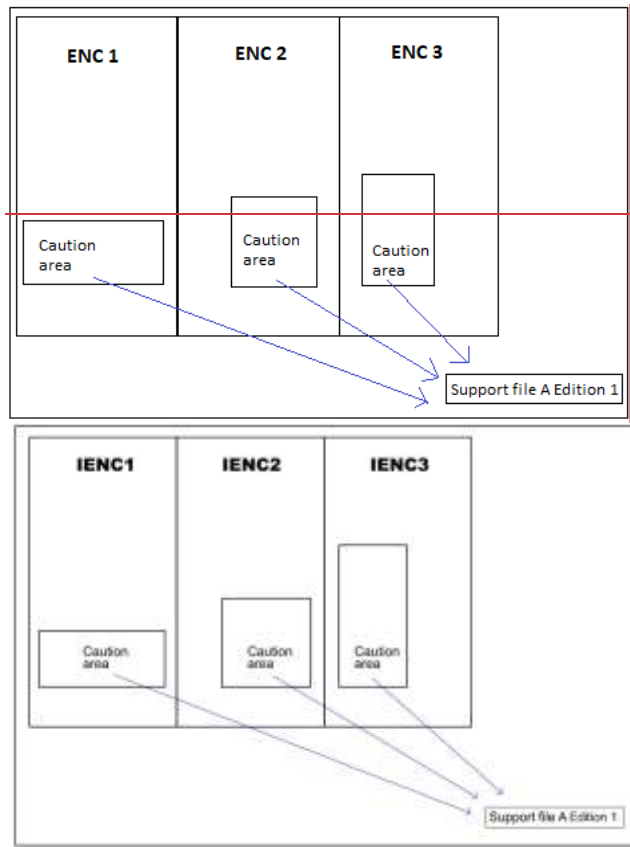 ENC 1
ENC 2
ENC 3
Caution
area
Caution
area
Caution
area
Support file A Edition 1
IENC1
IENC2
IENC3
Caution
area
Caution
area
Caution
area
Support file A Edition 1